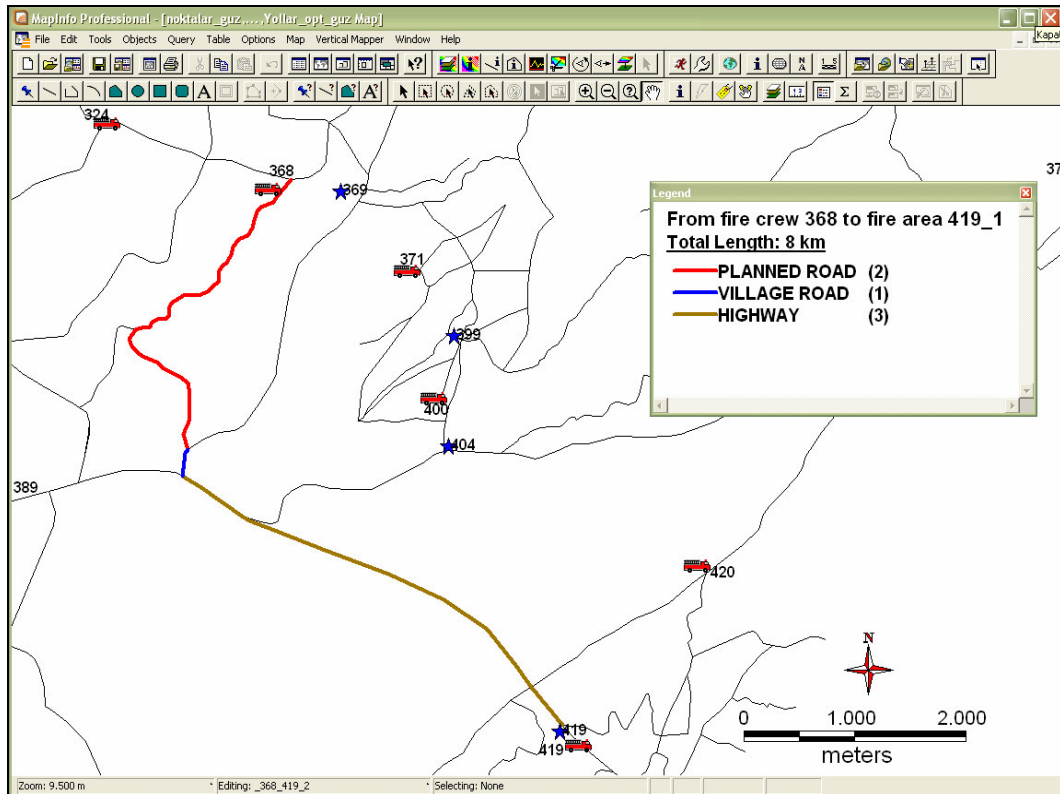 MapInfo Professional - [noktalar_guz,... ,Yollar_opt_guz Map]
Kapat
File Edit Tools Objects Query Table Options Map Vertical Mapper Window Help
324
368
369
37
Legend
From fire crew 368 to fire area 419_1
Total Length: 8 km
PLANNED ROAD (2)
VILLAGE ROAD (1)
HIGHWAY (3)
371
399
400
404
389
420
N
419
419
0 1.000 2.000
meters
Zoom: 9.500 m Editing: _368_419_2 Selecting: None